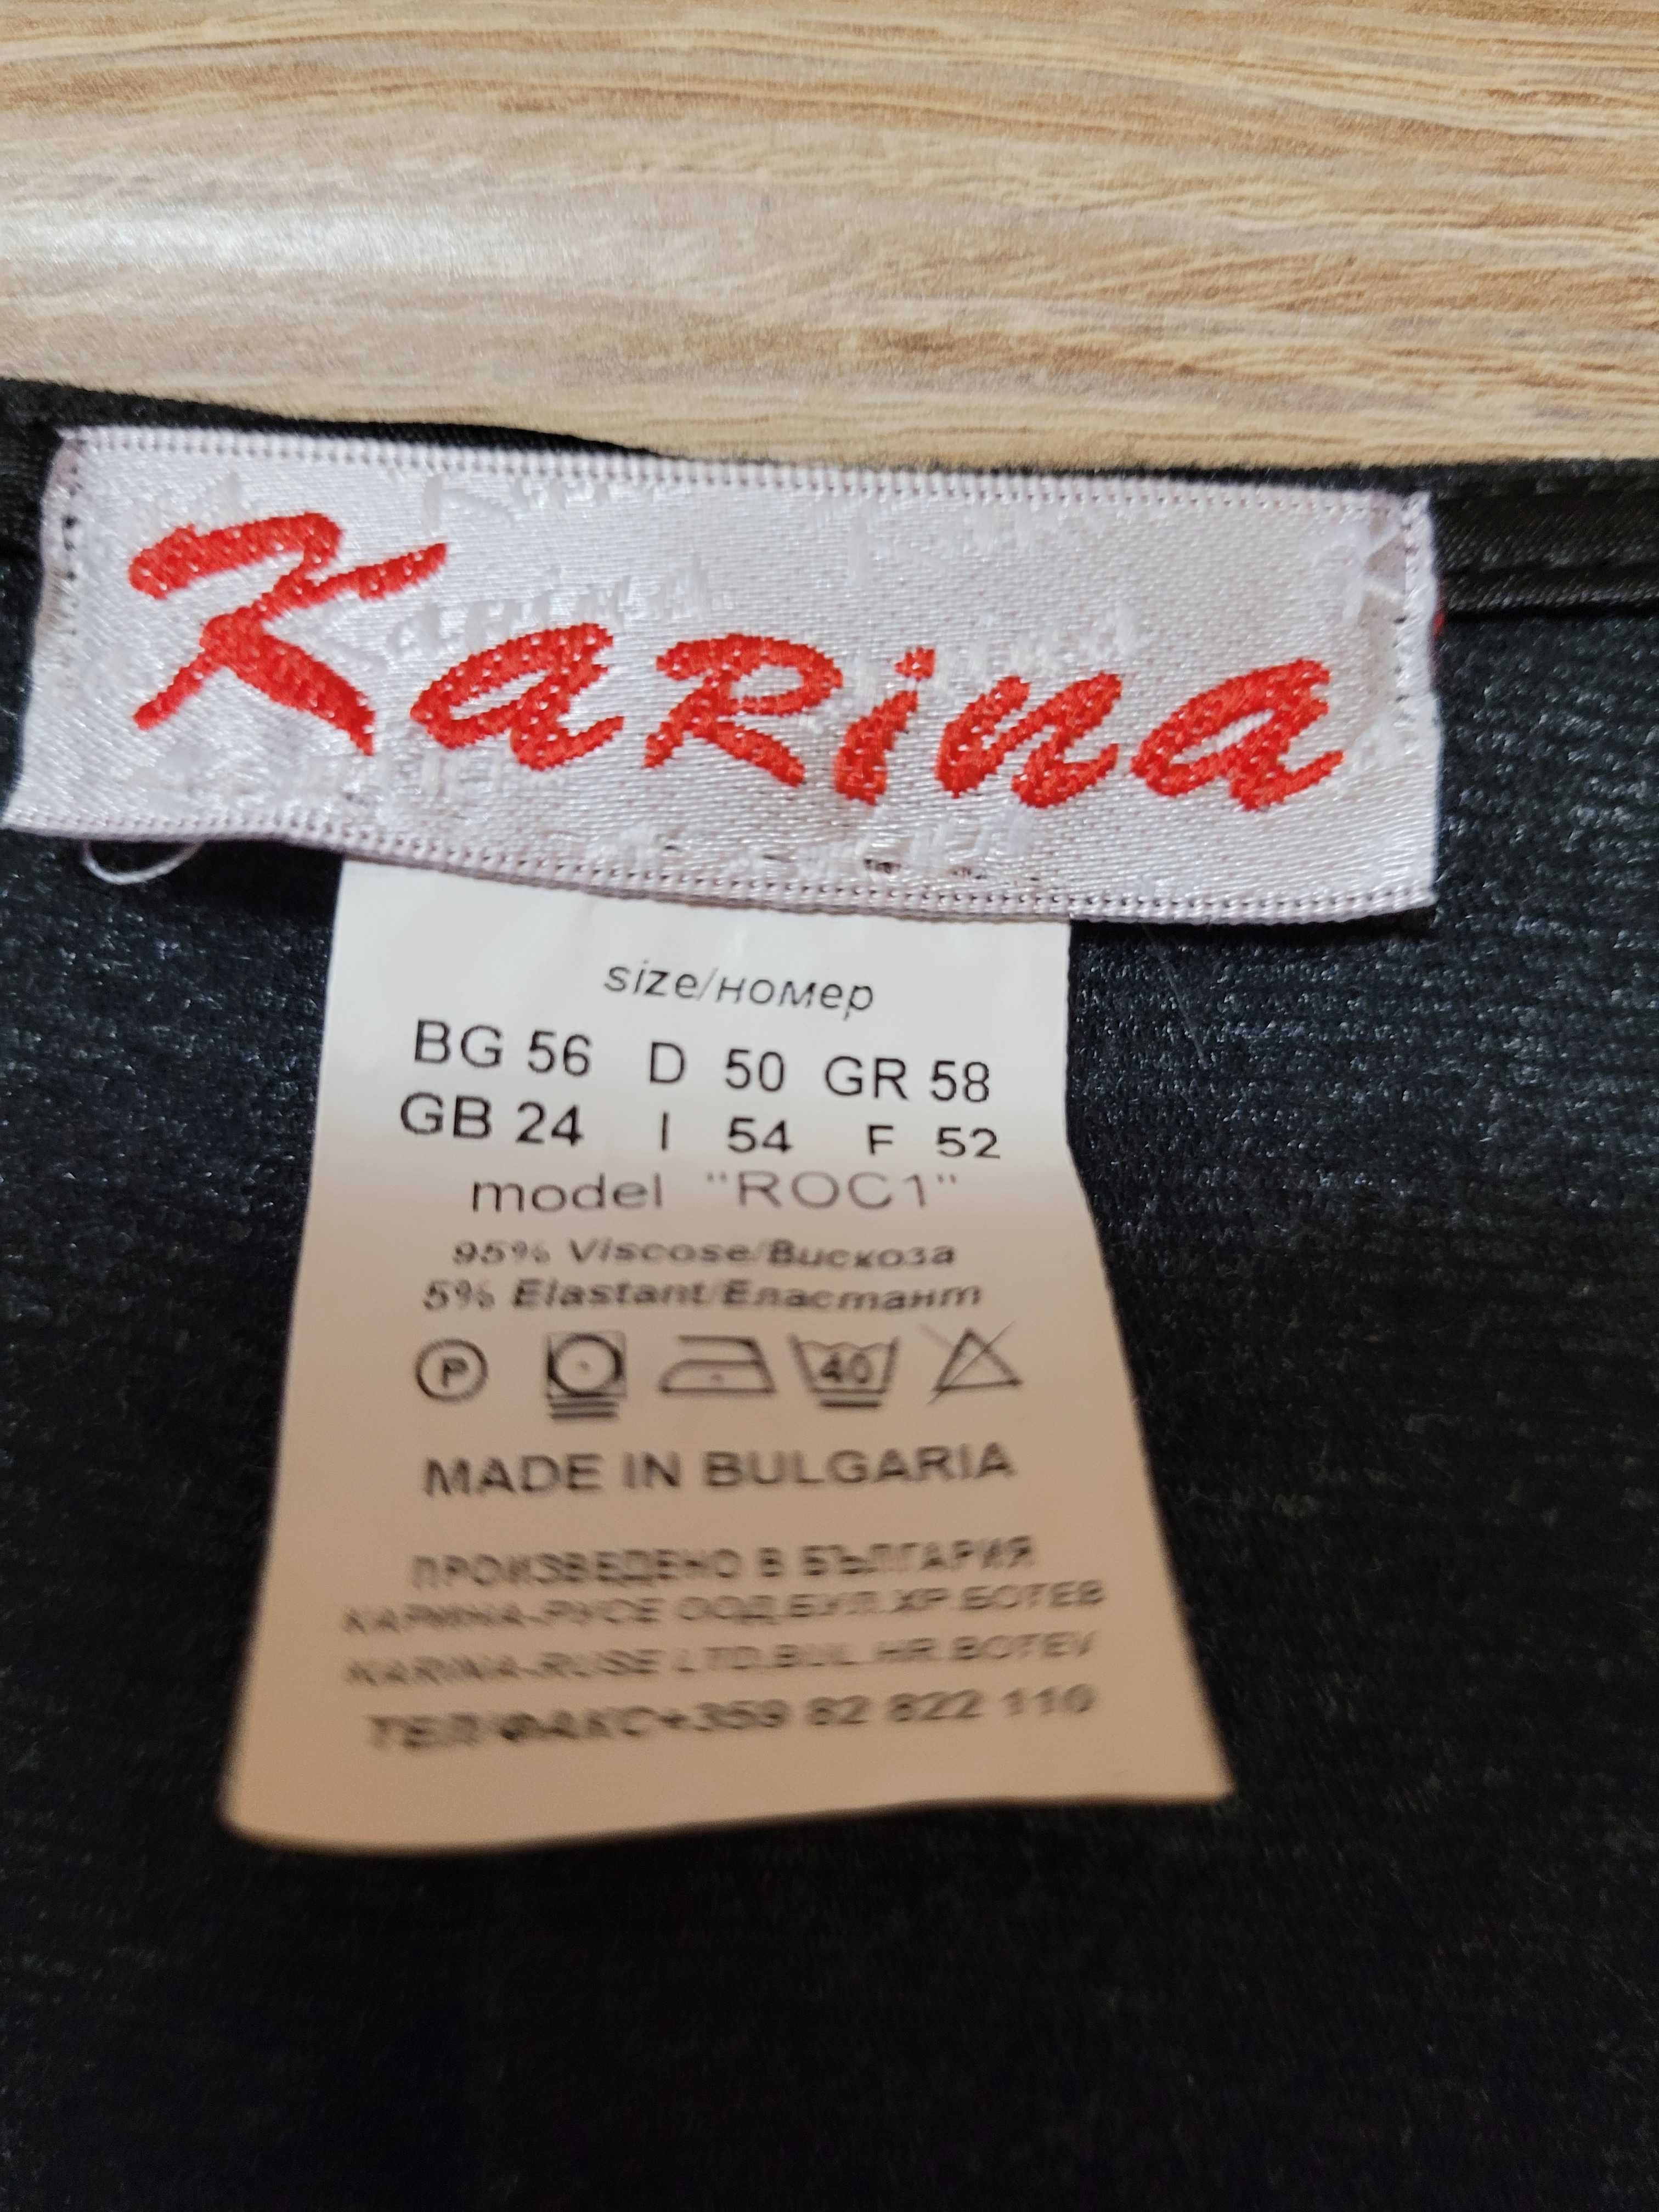 Karina
size/номер
BG 56 D 50 GR 58
GB 24 I 54 F 52
model "ROC1"
95% Viscose/Вискоза
5% Elastant/Еластант
P 40
MADE IN BULGARIA
ПРОИЗВЕДЕНО В БЪЛГАРИЯ
КАРИНА-РУСЕ ООД.БУЛ.ХР.БОТЕВ
KARINA-RUSE LTD.BUL.HR.BOTEV
ТЕЛ/ФАКС+359 82 822 110